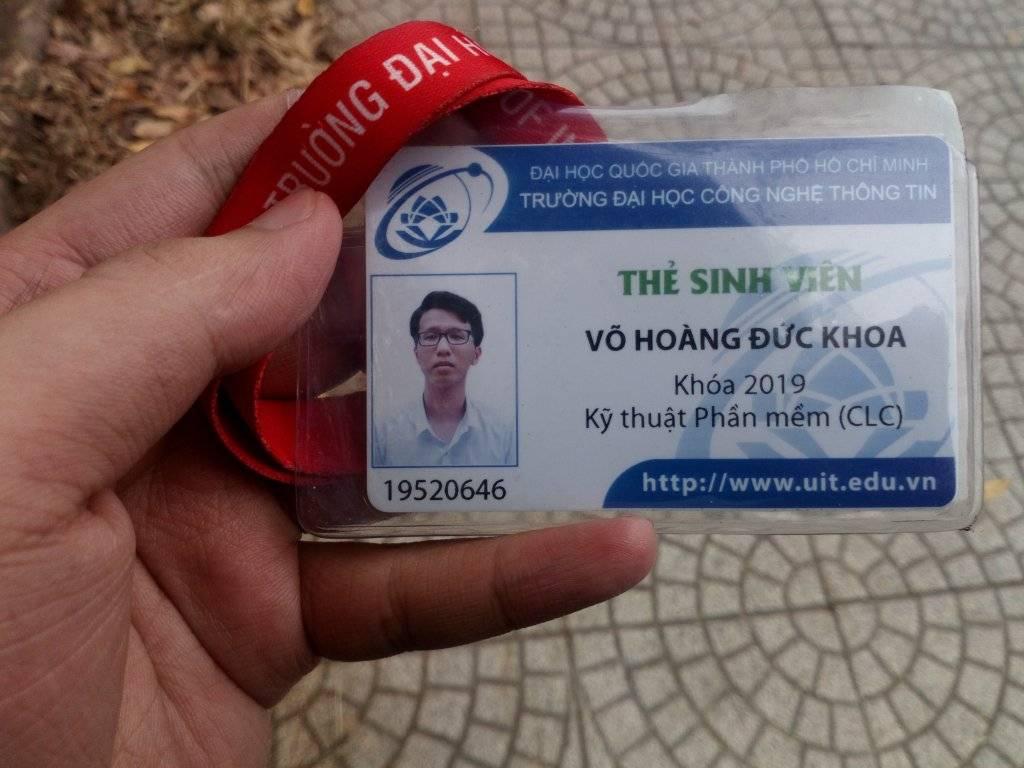 ĐẠI HỌC QUỐC GIA THÀNH PHỐ HỒ CHÍ MINH
TRƯỜNG ĐẠI HỌC CÔNG NGHỆ THÔNG TIN
THẺ SINH VIÊN
VÕ HOÀNG ĐỨC KHOA
Khóa 2019
Kỹ thuật Phần mềm (CLC)
http://www.uit.edu.vn
19520646
TRƯỜNG ĐẠI
OF